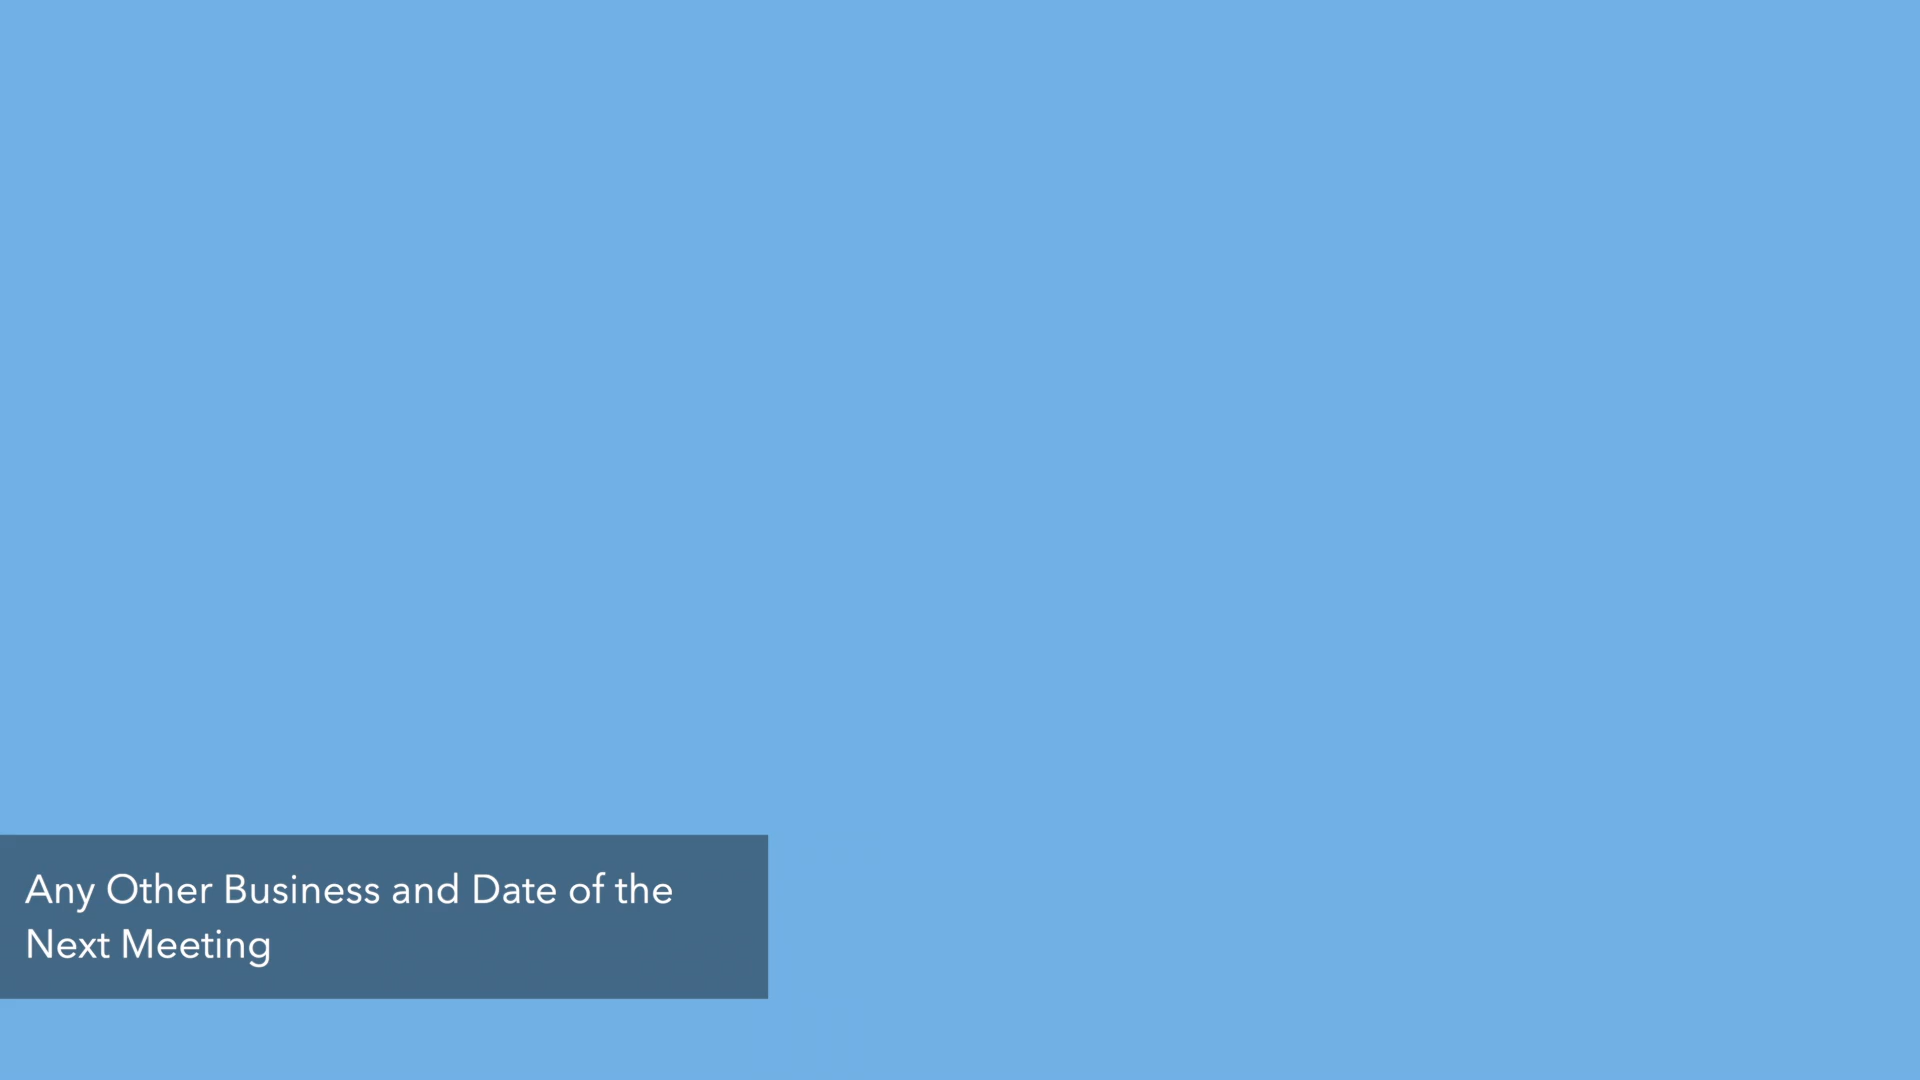 Any Other Business and Date of the
Next Meeting